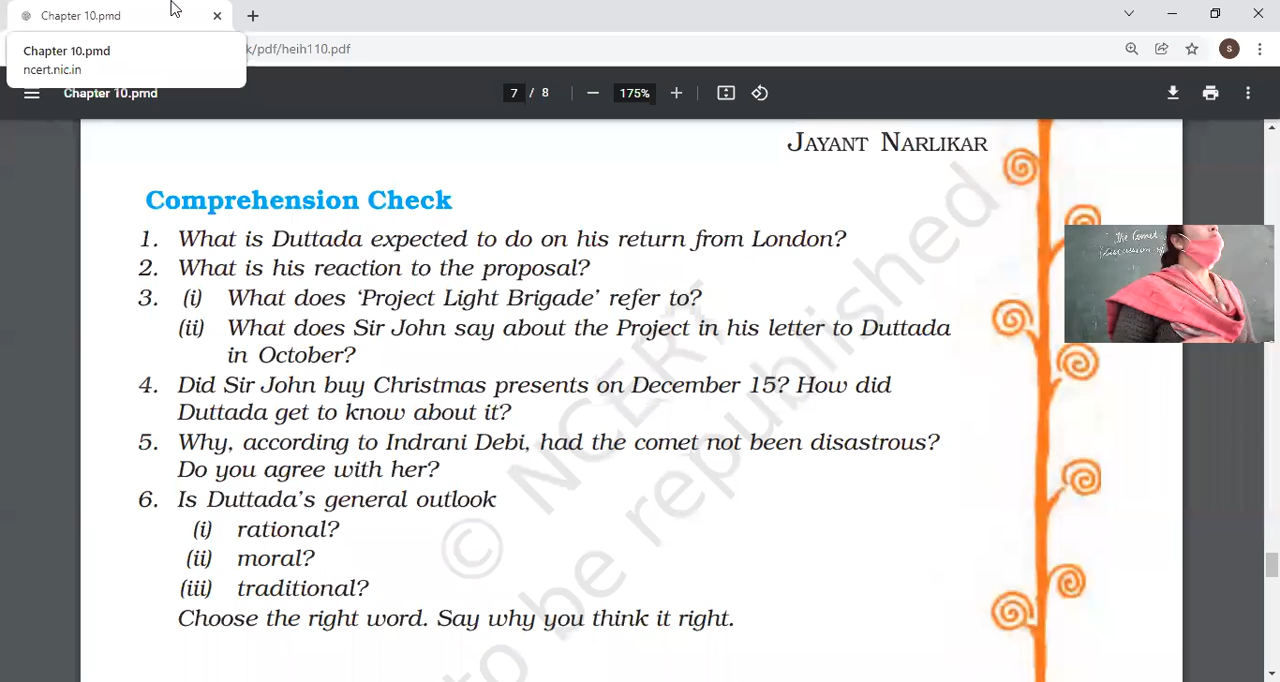 Chapter 10.pmd
Chapter 10.pmd
ncert.nic.in
k/pdf/heih110.pdf
S
Chapter 10.pmd
7 / 8
175%
JAYANT NARLIKAR
Comprehension Check
1. What is Duttada expected to do on his return from London?
2. What is his reaction to the proposal?
3. (i) What does ‘Project Light Brigade’ refer to?
(ii) What does Sir John say about the Project in his letter to Duttada
in October?
4. Did Sir John buy Christmas presents on December 15? How did
Duttada get to know about it?
5. Why, according to Indrani Debi, had the comet not been disastrous?
Do you agree with her?
6. Is Duttada’s general outlook
(i) rational?
(ii) moral?
(iii) traditional?
Choose the right word. Say why you think it right.
© NCERT
to be republished
The Comet